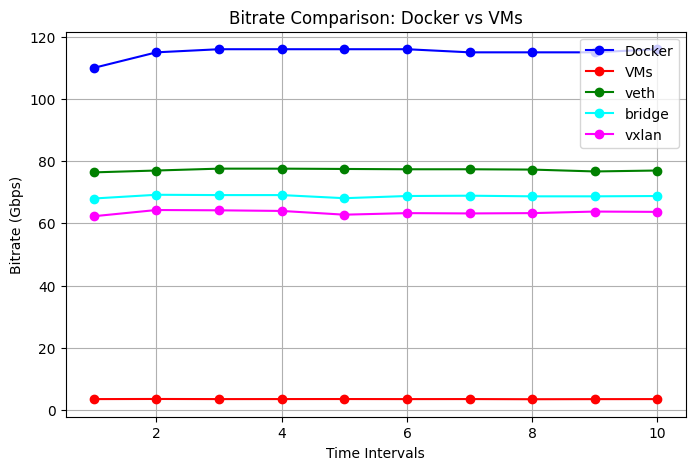 Bitrate Comparison: Docker vs VMs
Bitrate (Gbps)
120
100
80
60
40
20
0
Docker
VMs
veth
bridge
vxlan
2
4
6
8
10
Time Intervals